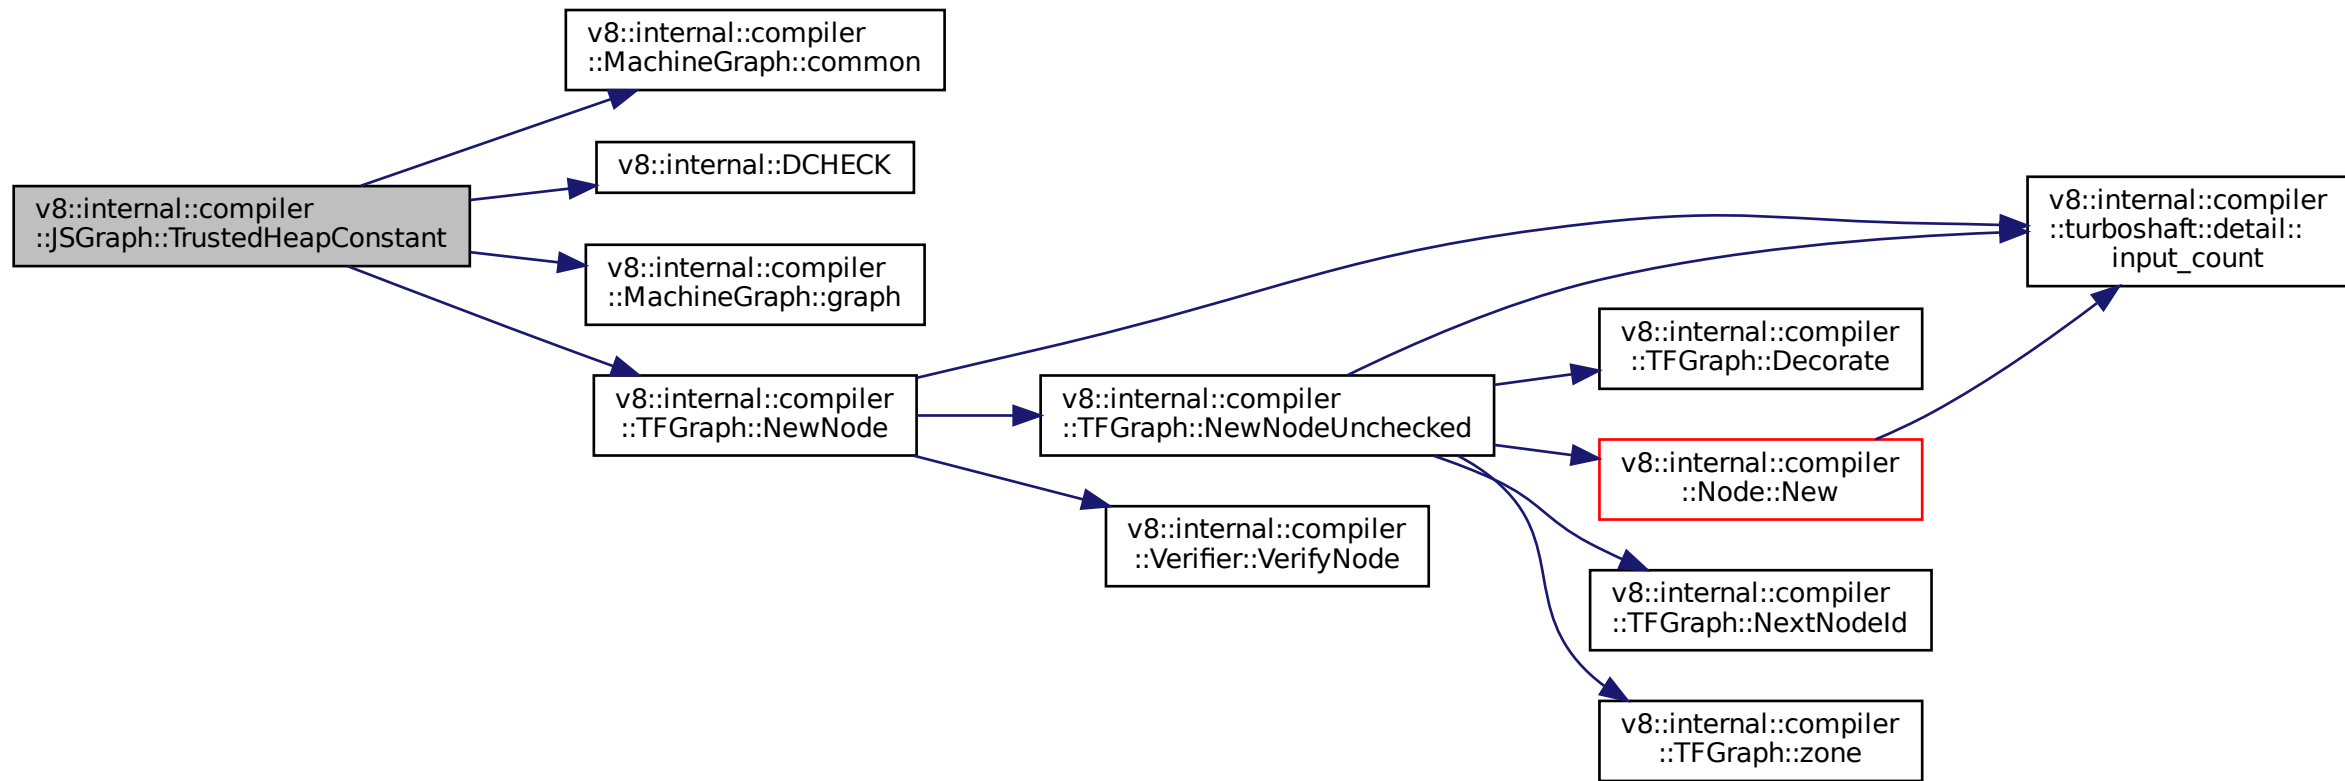 v8::internal::compiler
::JSGraph::TrustedHeapConstant
v8::internal::compiler
::MachineGraph::common
v8::internal::DCHECK
v8::internal::compiler
::MachineGraph::graph
v8::internal::compiler
::TFGraph::NewNode
v8::internal::compiler
::TFGraph::NewNodeUnchecked
v8::internal::compiler
::Verifier::VerifyNode
v8::internal::compiler
::TFGraph::Decorate
v8::internal::compiler
::Node::New
v8::internal::compiler
::TFGraph::NextNodeId
v8::internal::compiler
::TFGraph::zone
v8::internal::compiler
::turboshaft::detail::
input_count